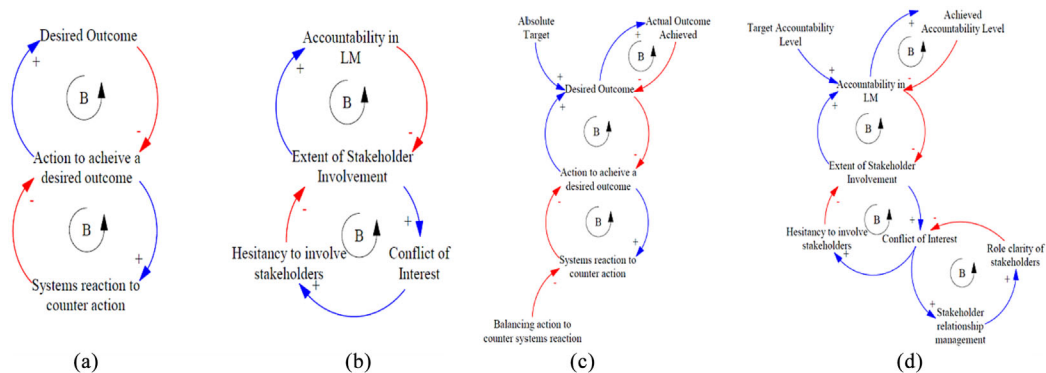 Desired Outcome
+
B
-
Action to acheive a
desired outcome
-
B
+
Systems reaction to
counter action
(a)
Accountability in
LM
+
B
-
Extent of Stakeholder
Involvement
-
+
B
Hesitancy to involve
stakeholders
+
Conflict of
Interest
(b)
Absolute
Target
Actual Outcome
Achieved
+
B
+
-
Desired Outcome
+
B
-
Action to acheive a
desired outcome
-
B
+
Systems reaction to
counter action
-
Balancing action to
counter systems reaction
(c)
Target Accountability
Level
Achieved
Accountability Level
+
B
+
-
Accountability in
LM
+
B
-
Extent of Stakeholder
Involvement
-
B
+
-
Hesitancy to involve
stakeholders
+
Conflict of Interest
Role clarity of
stakeholders
+
B
+
Stakeholder
relationship
management
(d)